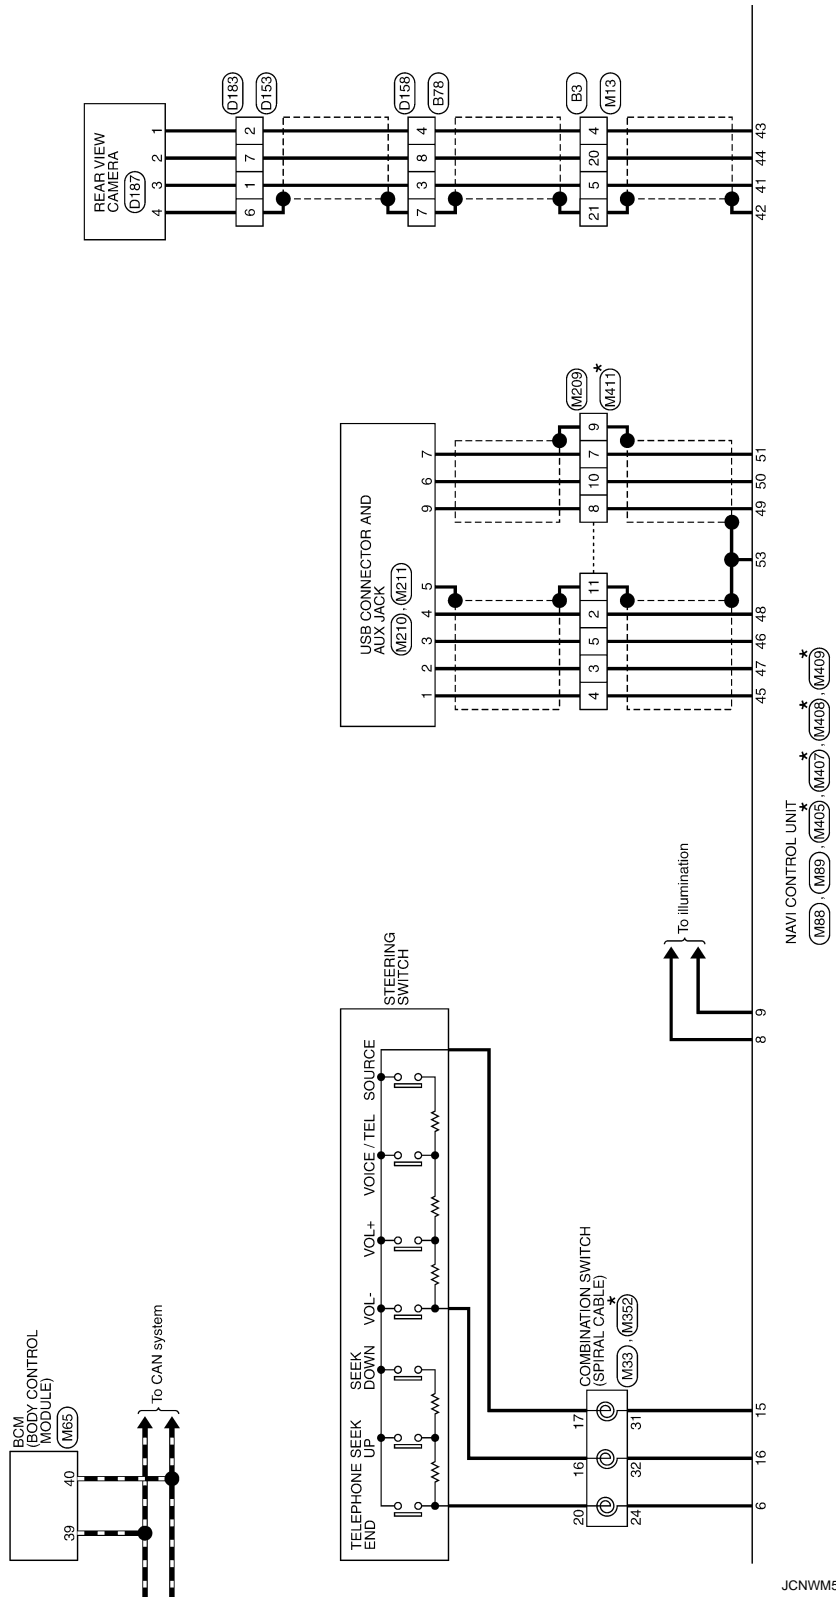 REAR VIEW
CAMERA
D187
1
2
3
4
D183
D153
2
7
1
6
D158
B78
4
8
3
7
B3
M13
4
20
5
21
43
44
41
42
USB CONNECTOR AND
AUX JACK
M210 , M211
7
6
9
5
4
3
2
1
M209
*
M411
9
7
10
8
11
2
5
3
4
51
50
49
53
48
46
47
45
NAVI CONTROL UNIT
M88 , M89 , M405 * , M407 * , M408 * , M409 *
To illumination
9
8
STEERING
SWITCH
SOURCE
VOICE / TEL
VOL+
VOL-
SEEK
DOWN
SEEK
UP
TELEPHONE
END
COMBINATION SWITCH
(SPIRAL CABLE)
M33 , M352 *
17
16
20
31
32
24
15
16
6
BCM
(BODY CONTROL
MODULE)
M65
40
39
To CAN system
JCNWM5